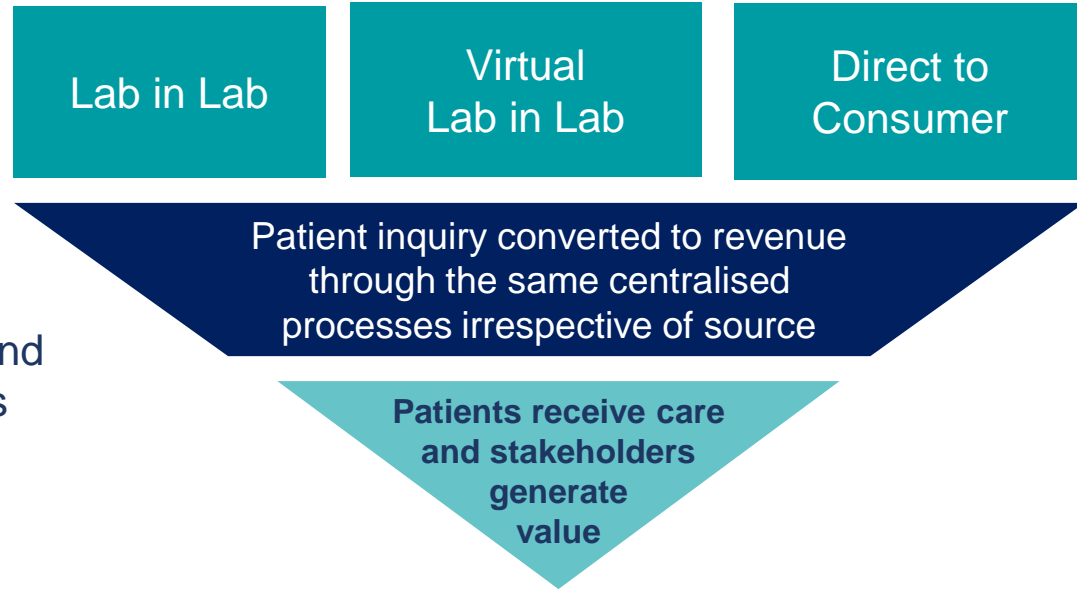 Lab in Lab
Virtual
Lab in Lab
Direct to
Consumer
Patient inquiry converted to revenue
through the same centralised
processes irrespective of source
Patients receive care
and stakeholders
generate
value